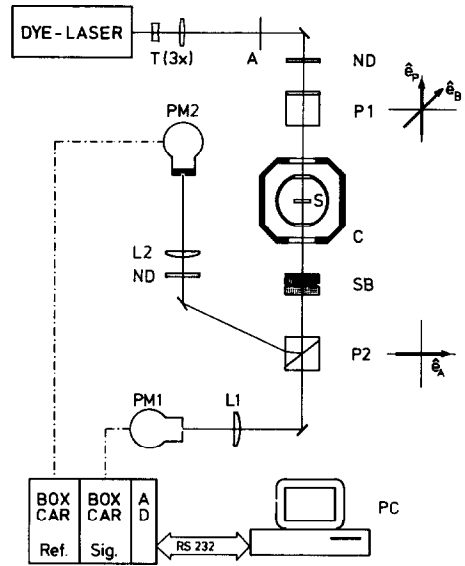 DYE-LASER
T (3x)
A
ND
P1
ê_P
ê_B
PM2
S
C
L2
ND
SB
P2
ê_A
PM1
L1
BOX CAR Ref.
BOX CAR Sig.
A D
RS 232
PC